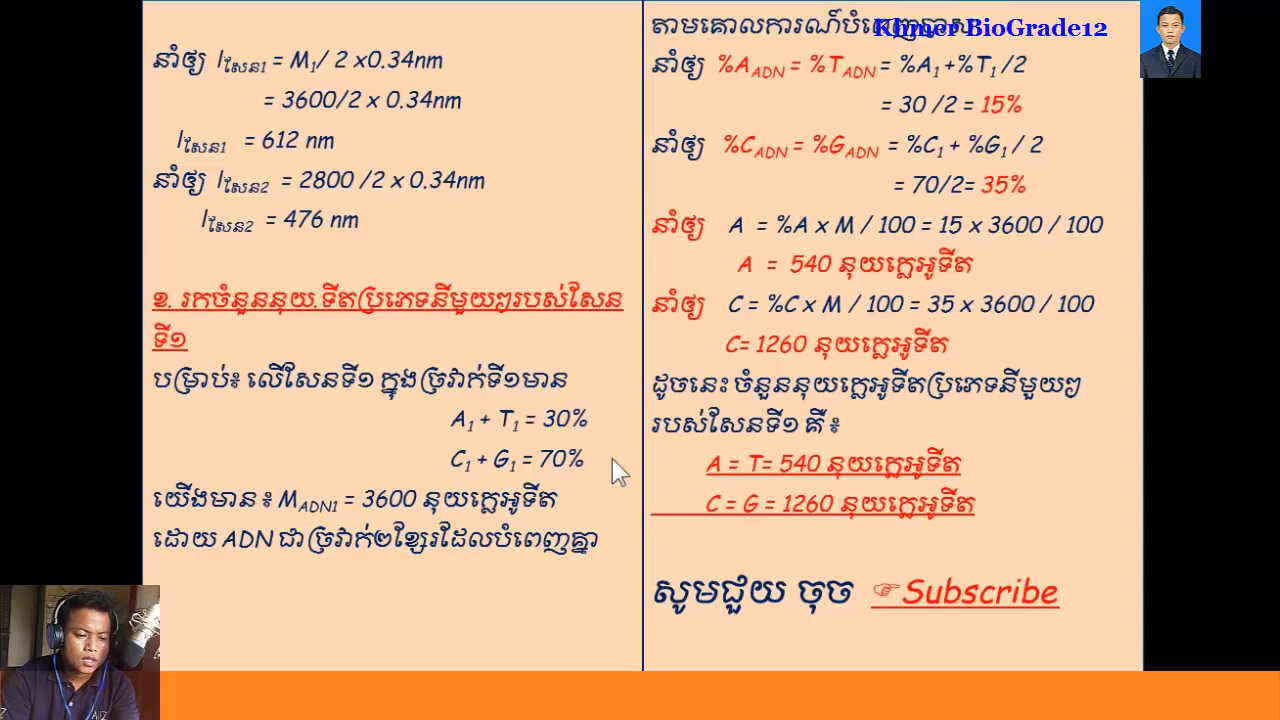 នាំឲ្យ lសែន1 = M1/ 2 x0.34nm
= 3600/2 x 0.34nm
lសែន1 = 612 nm
នាំឲ្យ lសែន2 = 2800 /2 x 0.34nm
lសែន2 = 476 nm
ខ. រកចំនួននុយ.ទីតប្រភេទនីមួយៗរបស់សែន
ទី១
បម្រាប់៖ លើសែនទី១ ក្នុងច្រវាក់ទី១មាន
A1 + T1 = 30%
C1 + G1 = 70%
យើងមាន ៖ MADN1 = 3600 នុយក្លេអូទីត
ដោយ ADN ជាច្រវាក់២ខ្សែរដែលបំពេញគ្នា
តាមគោលការណ៍បំពេញ
Khmer BioGrade12
នាំឲ្យ %AADN = %TADN = %A1 +%T1 /2
= 30 /2 = 15%
នាំឲ្យ %CADN = %GADN = %C1 + %G1 / 2
= 70/2= 35%
នាំឲ្យ A = %A x M / 100 = 15 x 3600 / 100
A = 540 នុយក្លេអូទីត
នាំឲ្យ C = %C x M / 100 = 35 x 3600 / 100
C= 1260 នុយក្លេអូទីត
ដូចនេះ ចំនួននុយក្លេអូទីតប្រភេទនីមួយៗ
របស់សែនទី១ គឺ ៖
A = T= 540 នុយក្លេអូទីត
C = G = 1260 នុយក្លេអូទីត
សូមជួយ ចុច ☞Subscribe